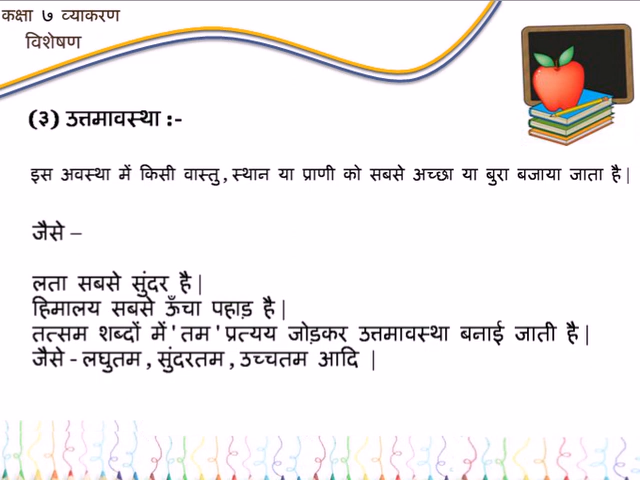 कक्षा ७ व्याकरण
विशेषण
(३) उत्तमावस्था :-
इस अवस्था में किसी वास्तु , स्थान या प्राणी को सबसे अच्छा या बुरा बजाया जाता है |
जैसे –
लता सबसे सुंदर है |
हिमालय सबसे ऊँचा पहाड़ है |
तत्सम शब्दों में ' तम ' प्रत्यय जोड़कर उत्तमावस्था बनाई जाती है |
जैसे - लघुतम , सुंदरतम , उच्चतम आदि |